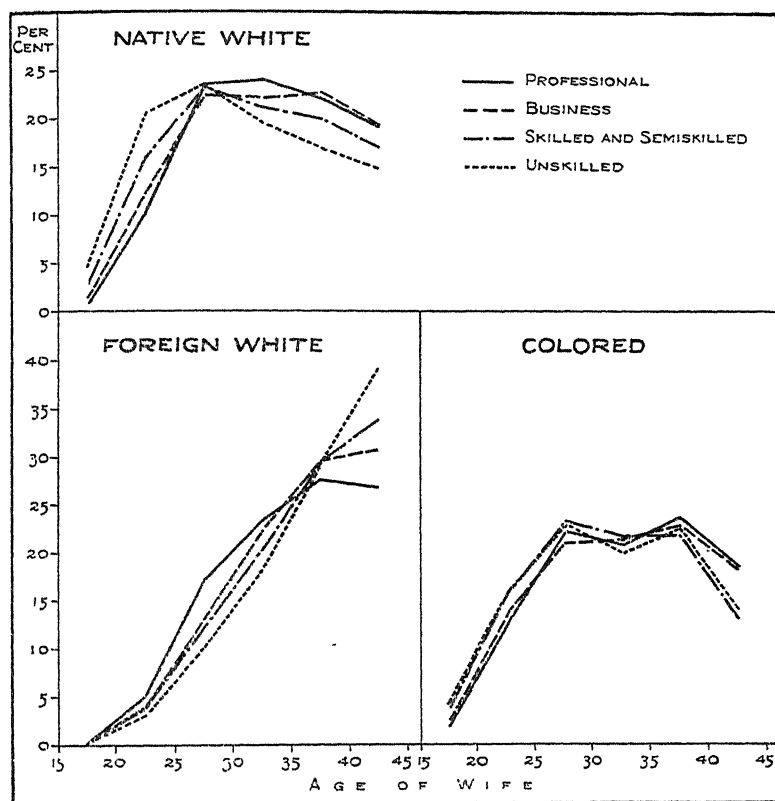 PER
CENT
NATIVE WHITE
25
20
15
10
5
0
PROFESSIONAL
BUSINESS
SKILLED AND SEMISKILLED
UNSKILLED
FOREIGN WHITE
COLORED
40
35
30
25
20
15
10
5
0
15 20 25 30 35 40 45 15 20 25 30 35 40 45
AGE OF WIFE